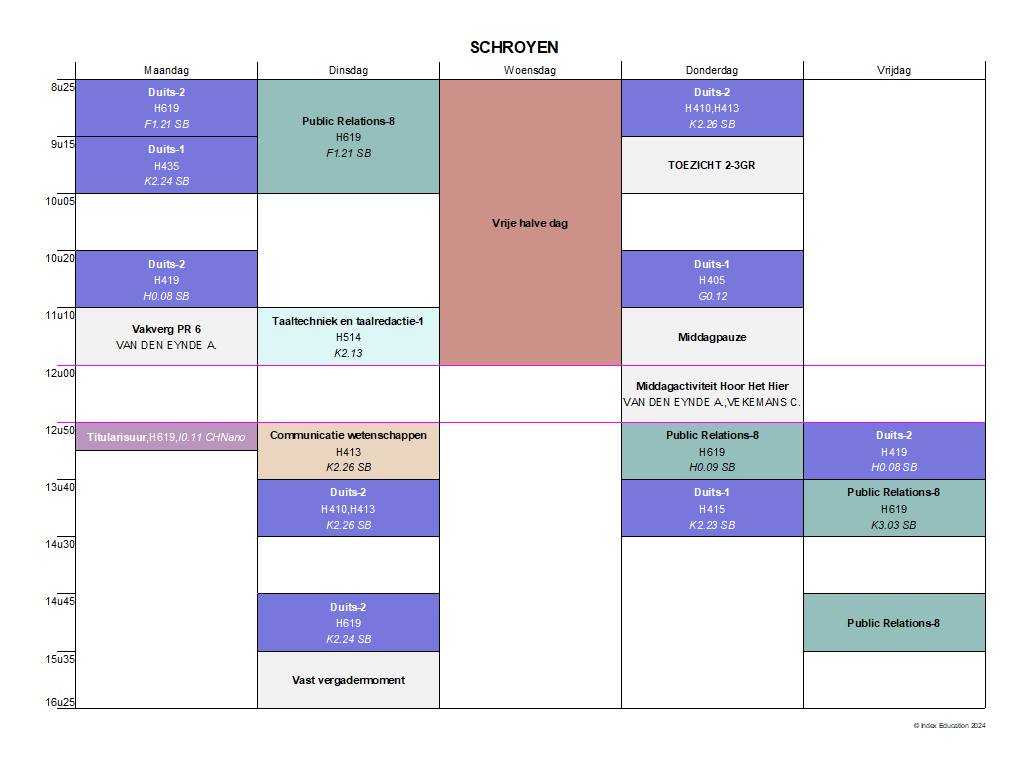 SCHROYEN
Maandag Dinsdag Woensdag Donderdag Vrijdag
8u25
9u15
10u05
10u20
11u10
12u00
12u50
13u40
14u30
14u45
15u35
16u25
Duits-2
H619
F1.21 SB
Duits-1
H435
K2.24 SB
Duits-2
H419
H0.08 SB
Vakverg PR 6
VAN DEN EYNDE A.
Titularisuur,H619,I0.11 CHNano
Public Relations-8
H619
F1.21 SB
Taaltechniek en taalredactie-1
H514
K2.13
Communicatie wetenschappen
H413
K2.26 SB
Duits-2
H410,H413
K2.26 SB
Duits-2
H619
K2.24 SB
Vast vergadermoment
Vrije halve dag
Duits-2
H410,H413
K2.26 SB
TOEZICHT 2-3GR
Duits-1
H405
G0.12
Middagpauze
Middagactiviteit Hoor Het Hier
VAN DEN EYNDE A.,VEKEMANS C.
Public Relations-8
H619
H0.09 SB
Duits-1
H415
K2.23 SB
Duits-2
H419
H0.08 SB
Public Relations-8
H619
K3.03 SB
Public Relations-8
© Index Education 2024